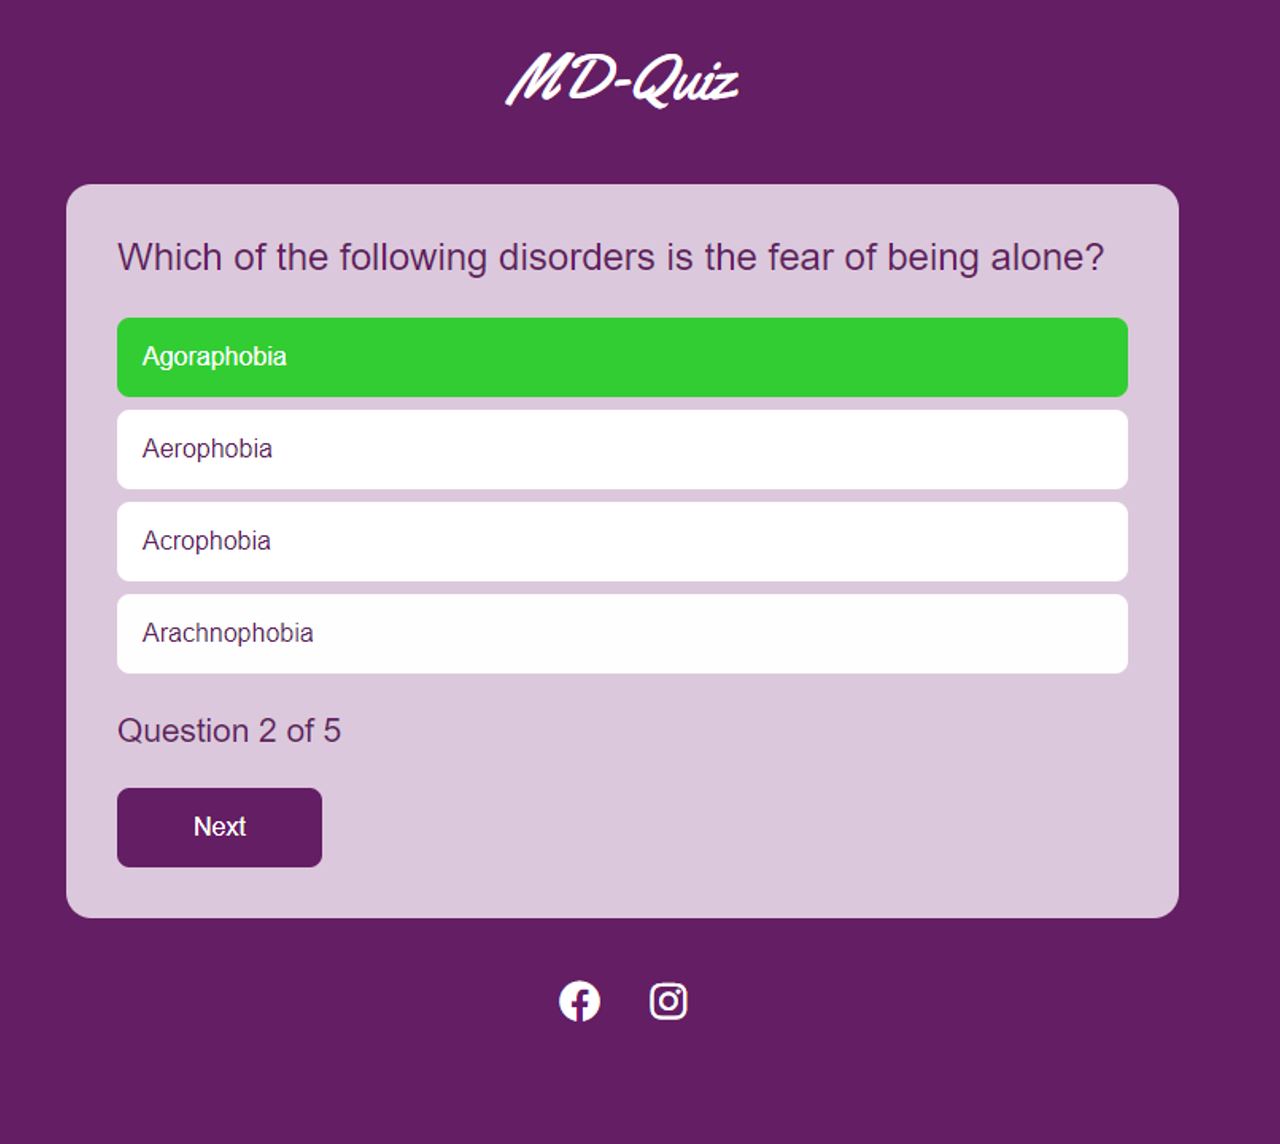 MD-Quiz
Which of the following disorders is the fear of being alone?
Agoraphobia
Aerophobia
Acrophobia
Arachnophobia
Question 2 of 5
Next